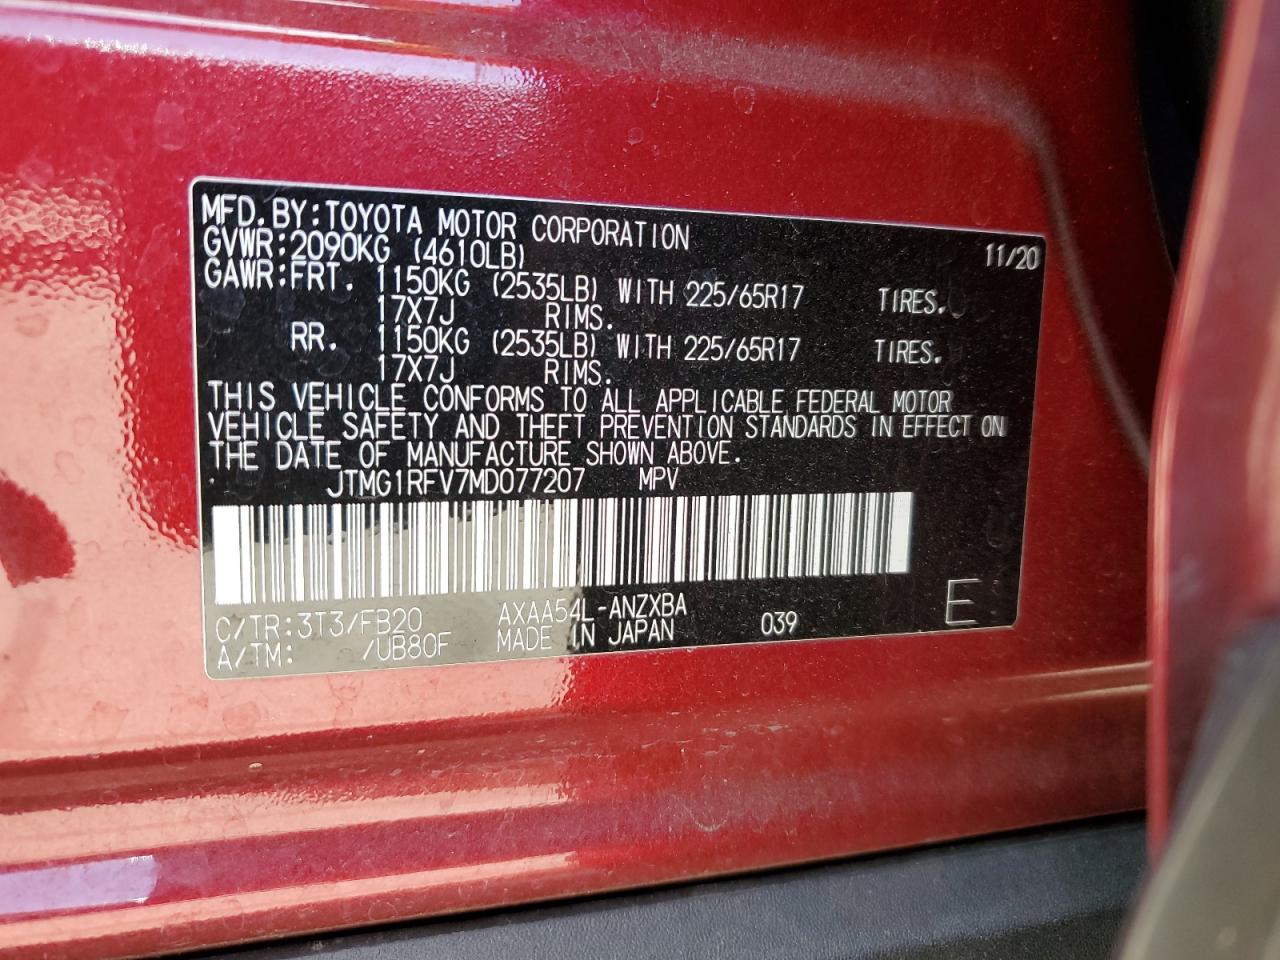 MFD.BY:TOYOTA MOTOR CORPORATION 11/20
GVWR:2090KG (4610LB)
GAWR:FRT. 1150KG (2535LB) WITH 225/65R17 TIRES.
17X7J RIMS.
RR. 1150KG (2535LB) WITH 225/65R17 TIRES.
17X7J RIMS.
THIS VEHICLE CONFORMS TO ALL APPLICABLE FEDERAL MOTOR
VEHICLE SAFETY AND THEFT PREVENTION STANDARDS IN EFFECT ON
THE DATE OF MANUFACTURE SHOWN ABOVE.
JTMG1RFV7MD077207 MPV
C/TR:3T3/FB20 AXAA54L-ANZXBA 039 E
A/TM: /UB80F MADE IN JAPAN